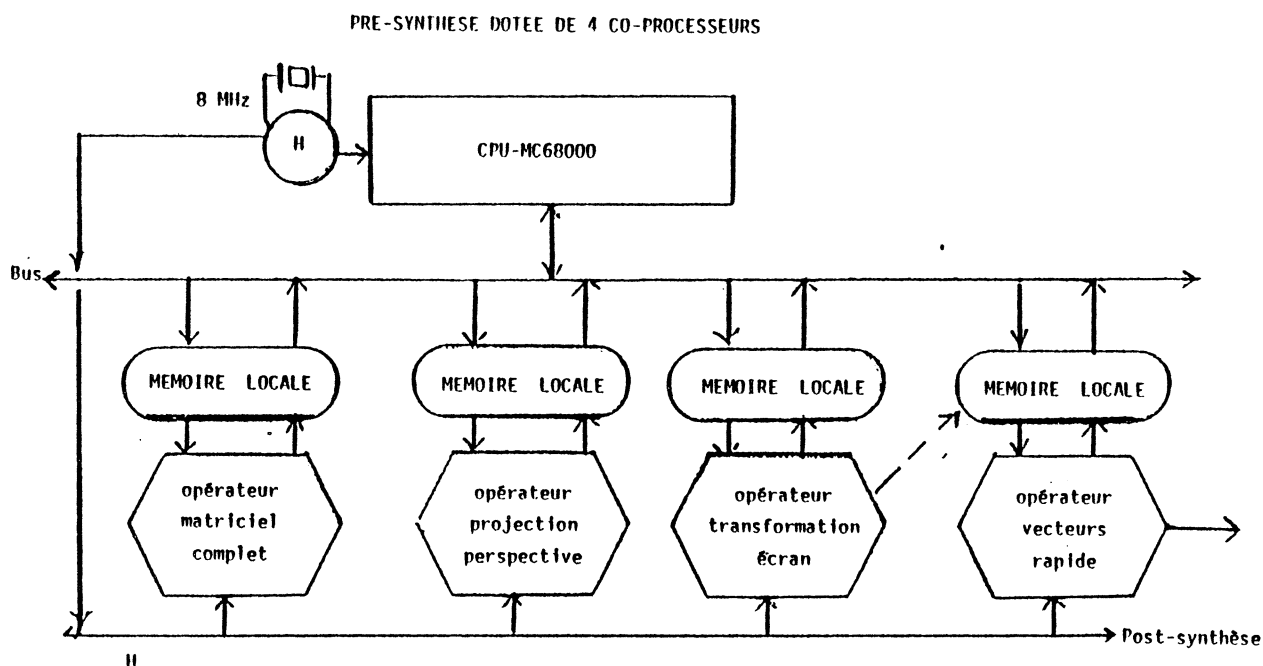 PRE-SYNTHESE DOTEE DE 4 CO-PROCESSEURS
8 MHz
H
CPU-MC68000
Bus
MEMOIRE LOCALE
MEMOIRE LOCALE
MEMOIRE LOCALE
MEMOIRE LOCALE
opérateur
matriciel
complet
opérateur
projection
perspective
opérateur
transformation
écran
opérateur
vecteurs
rapide
Post-synthèse
H